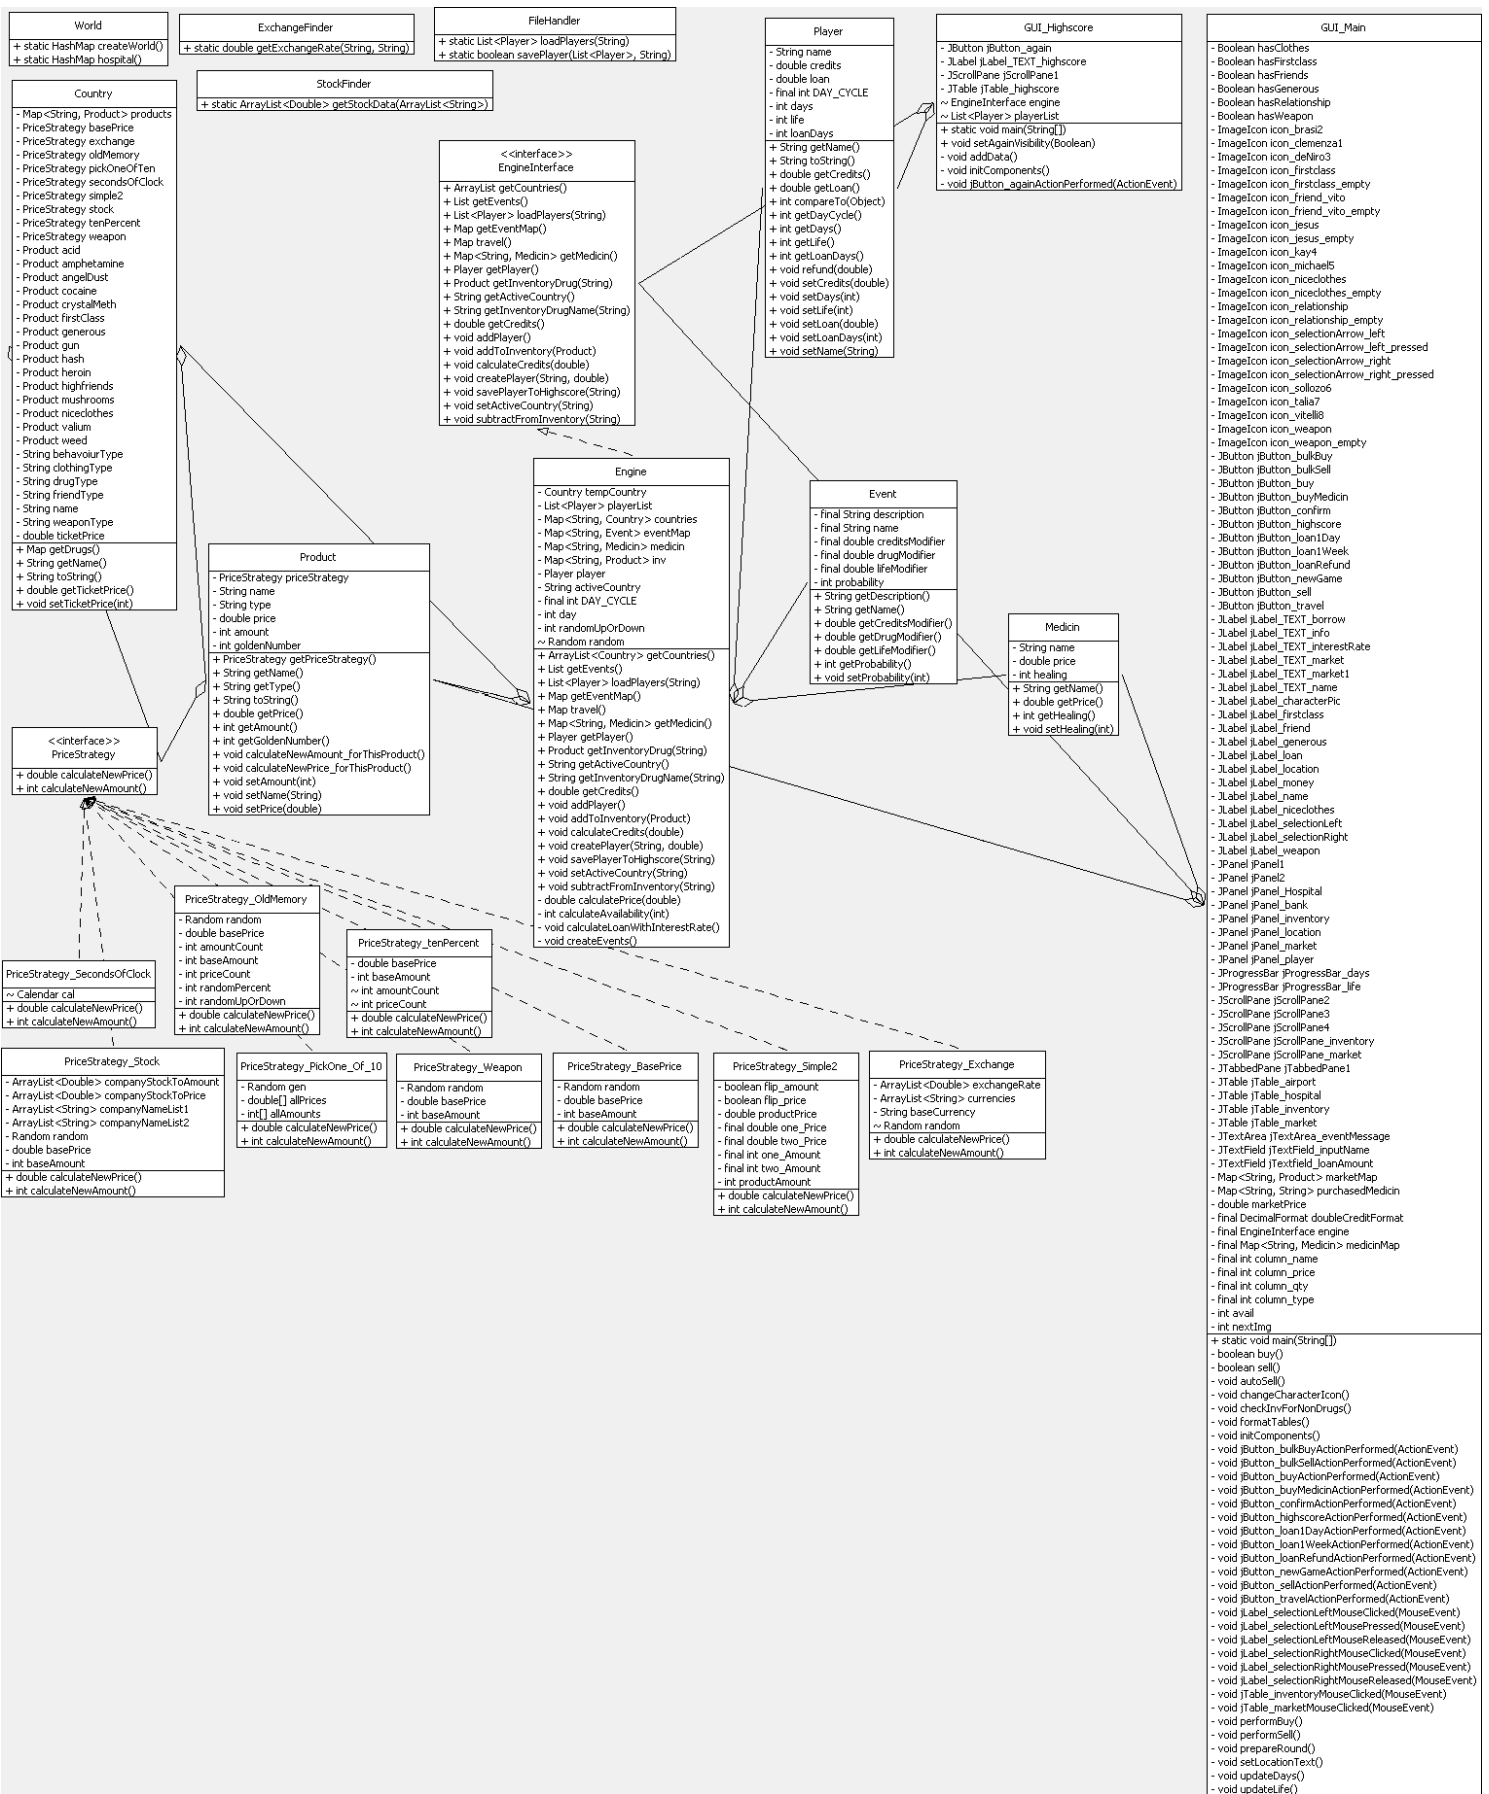 World
+ static HashMap createWorld()
+ static HashMap hospital()
ExchangeFinder
+ static double getExchangeRate(String, String)
FileHandler
+ static List<Player> loadPlayers(String)
+ static boolean savePlayer(List<Player>, String)
StockFinder
+ static ArrayList<Double> getStockData(ArrayList<String>)
Country
- Map<String, Product> products
- PriceStrategy basePrice
- PriceStrategy exchange
- PriceStrategy oldMemory
- PriceStrategy pickOneOfTen
- PriceStrategy secondsOfClock
- PriceStrategy simple2
- PriceStrategy stock
- PriceStrategy tenPercent
- PriceStrategy weapon
- Product acid
- Product amphetamine
- Product angelDust
- Product cocaine
- Product crystalMeth
- Product firstClass
- Product generous
- Product gun
- Product hash
- Product heroin
- Product highfriends
- Product mushrooms
- Product niceclothes
- Product valium
- Product weed
- String behavoiurType
- String clothingType
- String drugType
- String friendType
- String name
- String weaponType
- double ticketPrice
+ Map getDrugs()
+ String getName()
+ String toString()
+ double getTicketPrice()
+ void setTicketPrice(int)
<<interface>>
EngineInterface
+ ArrayList getCountries()
+ List getEvents()
+ List<Player> loadPlayers(String)
+ Map getEventMap()
+ Map travel()
+ Map<String, Medicin> getMedicin()
+ Player getPlayer()
+ Product getInventoryDrug(String)
+ String getActiveCountry()
+ String getInventoryDrugName(String)
+ double getCredits()
+ void addPlayer()
+ void addToInventory(Product)
+ void calculateCredits(double)
+ void createPlayer(String, double)
+ void savePlayerToHighscore(String)
+ void setActiveCountry(String)
+ void subtractFromInventory(String)
Player
- String name
- double credits
- double loan
- final int DAY_CYCLE
- int days
- int life
- int loanDays
+ String getName()
+ String toString()
+ double getCredits()
+ double getLoan()
+ int compareTo(Object)
+ int getDayCycle()
+ int getDays()
+ int getLife()
+ int getLoanDays()
+ void refund(double)
+ void setCredits(double)
+ void setDays(int)
+ void setLife(int)
+ void setLoan(double)
+ void setLoanDays(int)
+ void setName(String)
GUI_Highscore
- JButton jButton_again
- JLabel jLabel_TEXT_highscore
- JScrollPane jScrollPane1
- JTable jTable_highscore
~ EngineInterface engine
~ List<Player> playerList
+ static void main(String[])
+ void setAgainVisibility(Boolean)
- void addData()
- void initComponents()
- void jButton_againActionPerformed(ActionEvent)
Product
- PriceStrategy priceStrategy
- String name
- String type
- double price
- int amount
- int goldenNumber
+ PriceStrategy getPriceStrategy()
+ String getName()
+ String getType()
+ String toString()
+ double getPrice()
+ int getAmount()
+ int getGoldenNumber()
+ void calculateNewAmount_forThisProduct()
+ void calculateNewPrice_forThisProduct()
+ void setAmount(int)
+ void setName(String)
+ void setPrice(double)
Engine
- Country tempCountry
- List<Player> playerList
- Map<String, Country> countries
- Map<String, Event> eventMap
- Map<String, Medicin> medicin
- Map<String, Product> inv
- Player player
- String activeCountry
- final int DAY_CYCLE
- int day
- int randomUpOrDown
~ Random random
+ ArrayList<Country> getCountries()
+ List getEvents()
+ List<Player> loadPlayers(String)
+ Map getEventMap()
+ Map travel()
+ Map<String, Medicin> getMedicin()
+ Player getPlayer()
+ Product getInventoryDrug(String)
+ String getActiveCountry()
+ String getInventoryDrugName(String)
+ double getCredits()
+ void addPlayer()
+ void addToInventory(Product)
+ void calculateCredits(double)
+ void createPlayer(String, double)
+ void savePlayerToHighscore(String)
+ void setActiveCountry(String)
+ void subtractFromInventory(String)
- double calculatePrice(double)
- int calculateAvailability(int)
- void calculateLoanWithInterestRate()
- void createEvents()
Event
- final String description
- final String name
- final double creditsModifier
- final double drugModifier
- final double lifeModifier
- int probability
+ String getDescription()
+ String getName()
+ double getCreditsModifier()
+ double getDrugModifier()
+ double getLifeModifier()
+ int getProbability()
+ void setProbability(int)
Medicin
- String name
- double price
- int healing
+ String getName()
+ double getPrice()
+ int getHealing()
+ void setHealing(int)
<<interface>>
PriceStrategy
+ double calculateNewPrice()
+ int calculateNewAmount()
PriceStrategy_OldMemory
- Random random
- double basePrice
- int amountCount
- int baseAmount
- int priceCount
- int randomPercent
- int randomUpOrDown
+ double calculateNewPrice()
+ int calculateNewAmount()
PriceStrategy_tenPercent
- double basePrice
- int baseAmount
~ int amountCount
~ int priceCount
+ double calculateNewPrice()
+ int calculateNewAmount()
PriceStrategy_SecondsOfClock
~ Calendar cal
+ double calculateNewPrice()
+ int calculateNewAmount()
PriceStrategy_Stock
- ArrayList<Double> companyStockToAmount
- ArrayList<Double> companyStockToPrice
- ArrayList<String> companyNameList1
- ArrayList<String> companyNameList2
- Random random
- double basePrice
- int baseAmount
+ double calculateNewPrice()
+ int calculateNewAmount()
PriceStrategy_PickOne_Of_10
- Random gen
- double[] allPrices
- int[] allAmounts
+ double calculateNewPrice()
+ int calculateNewAmount()
PriceStrategy_Weapon
- Random random
- double basePrice
- int baseAmount
+ double calculateNewPrice()
+ int calculateNewAmount()
PriceStrategy_BasePrice
- Random random
- double basePrice
- int baseAmount
+ double calculateNewPrice()
+ int calculateNewAmount()
PriceStrategy_Simple2
- boolean flip_amount
- boolean flip_price
- double productPrice
- final double one_Price
- final double two_Price
- final int one_Amount
- final int two_Amount
- int productAmount
+ double calculateNewPrice()
+ int calculateNewAmount()
PriceStrategy_Exchange
- ArrayList<Double> exchangeRate
- ArrayList<String> currencies
- String baseCurrency
~ Random random
+ double calculateNewPrice()
+ int calculateNewAmount()
GUI_Main
- Boolean hasClothes
- Boolean hasFirstclass
- Boolean hasFriends
- Boolean hasGenerous
- Boolean hasRelationship
- Boolean hasWeapon
- ImageIcon icon_brasi2
- ImageIcon icon_clemenza1
- ImageIcon icon_deNiro3
- ImageIcon icon_firstclass
- ImageIcon icon_firstclass_empty
- ImageIcon icon_friend_vito
- ImageIcon icon_friend_vito_empty
- ImageIcon icon_jesus
- ImageIcon icon_jesus_empty
- ImageIcon icon_kay4
- ImageIcon icon_michael5
- ImageIcon icon_niceclothes
- ImageIcon icon_niceclothes_empty
- ImageIcon icon_relationship
- ImageIcon icon_relationship_empty
- ImageIcon icon_selectionArrow_left
- ImageIcon icon_selectionArrow_left_pressed
- ImageIcon icon_selectionArrow_right
- ImageIcon icon_selectionArrow_right_pressed
- ImageIcon icon_sollozo6
- ImageIcon icon_talia7
- ImageIcon icon_vitelli8
- ImageIcon icon_weapon
- ImageIcon icon_weapon_empty
- JButton jButton_bulkBuy
- JButton jButton_bulkSell
- JButton jButton_buy
- JButton jButton_buyMedicin
- JButton jButton_confirm
- JButton jButton_highscore
- JButton jButton_loan1Day
- JButton jButton_loan1Week
- JButton jButton_loanRefund
- JButton jButton_newGame
- JButton jButton_sell
- JButton jButton_travel
- JLabel jLabel_TEXT_borrow
- JLabel jLabel_TEXT_info
- JLabel jLabel_TEXT_interestRate
- JLabel jLabel_TEXT_market
- JLabel jLabel_TEXT_market1
- JLabel jLabel_TEXT_name
- JLabel jLabel_characterPic
- JLabel jLabel_firstclass
- JLabel jLabel_friend
- JLabel jLabel_generous
- JLabel jLabel_loan
- JLabel jLabel_location
- JLabel jLabel_money
- JLabel jLabel_name
- JLabel jLabel_niceclothes
- JLabel jLabel_selectionLeft
- JLabel jLabel_selectionRight
- JLabel jLabel_weapon
- JPanel jPanel1
- JPanel jPanel2
- JPanel jPanel_Hospital
- JPanel jPanel_bank
- JPanel jPanel_inventory
- JPanel jPanel_location
- JPanel jPanel_market
- JPanel jPanel_player
- JProgressBar jProgressBar_days
- JProgressBar jProgressBar_life
- JScrollPane jScrollPane2
- JScrollPane jScrollPane3
- JScrollPane jScrollPane4
- JScrollPane jScrollPane_inventory
- JScrollPane jScrollPane_market
- JTabbedPane jTabbedPane1
- JTable jTable_airport
- JTable jTable_hospital
- JTable jTable_inventory
- JTable jTable_market
- JTextArea jTextArea_eventMessage
- JTextField jTextField_inputName
- JTextField jTextfield_loanAmount
- Map<String, Product> marketMap
- Map<String, String> purchasedMedicin
- double marketPrice
- final DecimalFormat doubleCreditFormat
- final EngineInterface engine
- final Map<String, Medicin> medicinMap
- final int column_name
- final int column_price
- final int column_qty
- final int column_type
- int avail
- int nextImg
+ static void main(String[])
- boolean buy()
- boolean sell()
- void autoSell()
- void changeCharacterIcon()
- void checkInvForNonDrugs()
- void formatTables()
- void initComponents()
- void jButton_bulkBuyActionPerformed(ActionEvent)
- void jButton_bulkSellActionPerformed(ActionEvent)
- void jButton_buyActionPerformed(ActionEvent)
- void jButton_buyMedicinActionPerformed(ActionEvent)
- void jButton_confirmActionPerformed(ActionEvent)
- void jButton_highscoreActionPerformed(ActionEvent)
- void jButton_loan1DayActionPerformed(ActionEvent)
- void jButton_loan1WeekActionPerformed(ActionEvent)
- void jButton_loanRefundActionPerformed(ActionEvent)
- void jButton_newGameActionPerformed(ActionEvent)
- void jButton_sellActionPerformed(ActionEvent)
- void jButton_travelActionPerformed(ActionEvent)
- void jLabel_selectionLeftMouseClicked(MouseEvent)
- void jLabel_selectionLeftMousePressed(MouseEvent)
- void jLabel_selectionLeftMouseReleased(MouseEvent)
- void jLabel_selectionRightMouseClicked(MouseEvent)
- void jLabel_selectionRightMousePressed(MouseEvent)
- void jLabel_selectionRightMouseReleased(MouseEvent)
- void jTable_inventoryMouseClicked(MouseEvent)
- void jTable_marketMouseClicked(MouseEvent)
- void performBuy()
- void performSell()
- void prepareRound()
- void setLocationText()
- void updateDays()
- void updateLife()